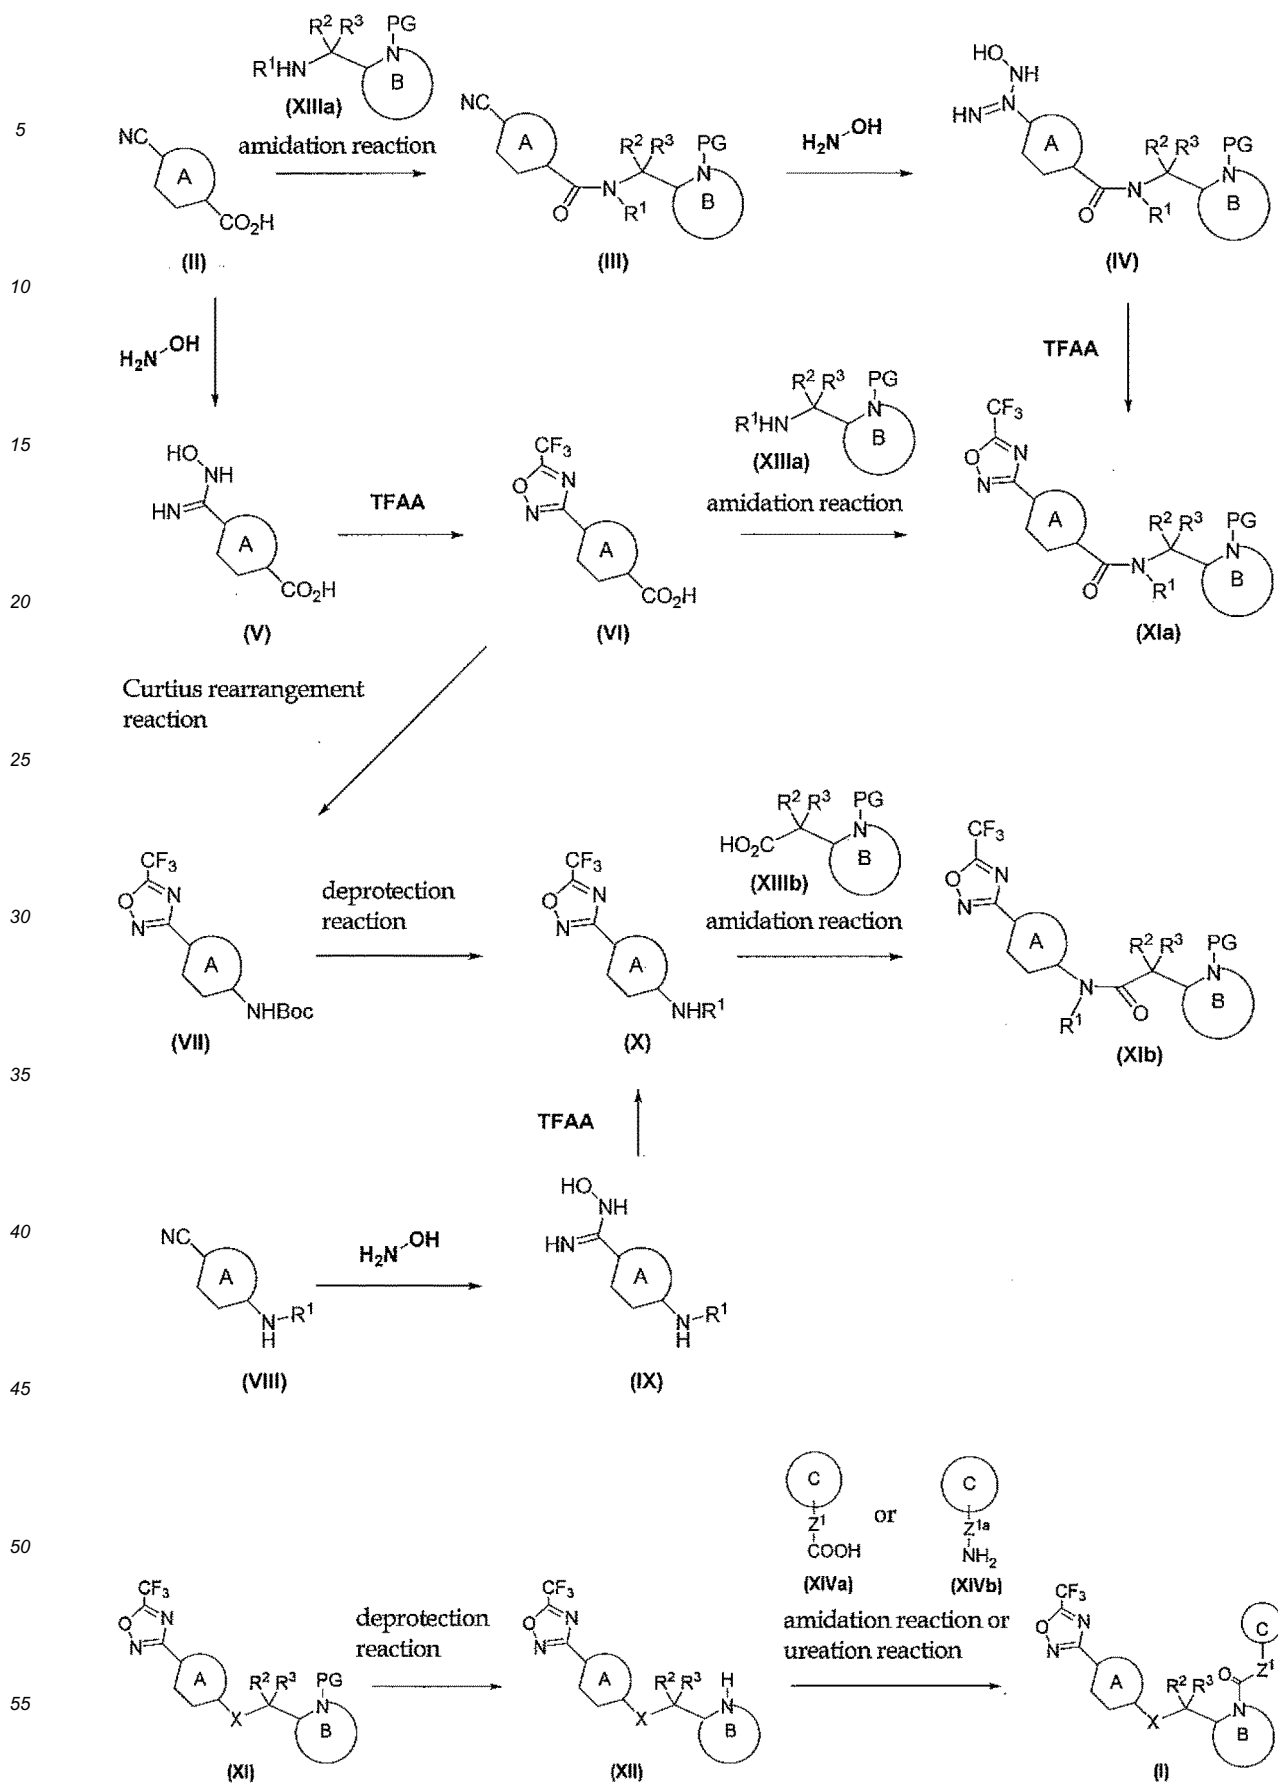 R² R³ PG
R¹HN N B
(XIIIa)
5
NC
A
CO₂H
(II)
amidation reaction
NC
A
R² R³ PG
O N R¹ N B
(III)
H₂N-OH
HO
NH
HN=N
A
R² R³ PG
O N R¹ N B
(IV)
10
H₂N-OH
TFAA
15
HO
NH
HN
A
CO₂H
(V)
TFAA
CF₃
O N
N
A
CO₂H
(VI)
R² R³ PG
R¹HN N B
(XIIIa)
amidation reaction
CF₃
O N
N
A
R² R³ PG
O N R¹ N B
(XIa)
20
Curtius rearrangement
reaction
25
CF₃
O N
N
A
NHBoc
(VII)
deprotection
reaction
CF₃
O N
N
A
NHR¹
(X)
R² R³ PG
HO₂C N B
(XIIIb)
amidation reaction
CF₃
O N
N
A
R² R³ PG
N R¹ O N B
(XIb)
30
35
TFAA
40
NC
A
N-R¹
H
(VIII)
H₂N-OH
HO
NH
HN
A
N-R¹
H
(IX)
45
C
Z¹
COOH
(XIVa)
or
C
Z¹ᵃ
NH₂
(XIVb)
50
CF₃
O N
N
A
X
R² R³ PG
N B
(XI)
deprotection
reaction
CF₃
O N
N
A
X
R² R³ H
N B
(XII)
amidation reaction or
ureation reaction
CF₃
O N
N
A
X
R² R³
O Z¹ C
N B
(I)
55